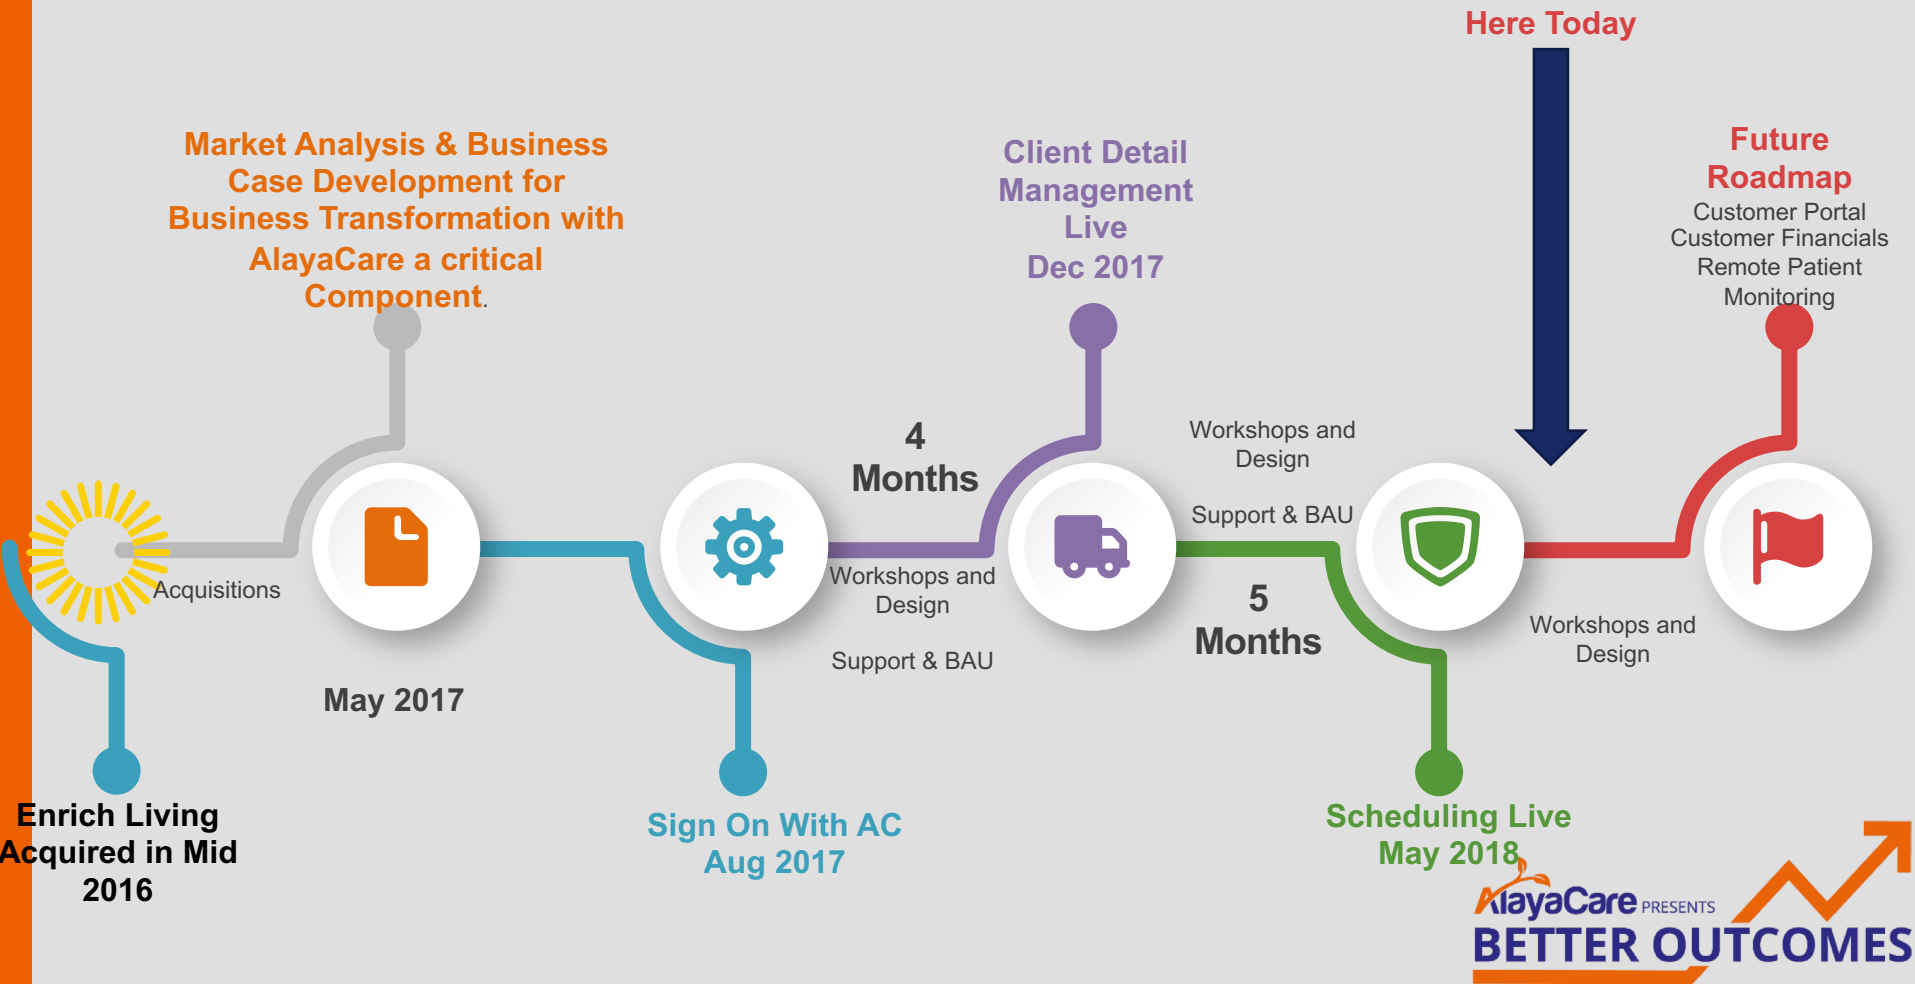 Here Today
Market Analysis & Business
Case Development for
Business Transformation with
AlayaCare a critical
Component.
Client Detail
Management
Live
Dec 2017
Future
Roadmap
Customer Portal
Customer Financials
Remote Patient
Monitoring
4
Months
Workshops and
Design
Support & BAU
Acquisitions
Workshops and
Design
Support & BAU
5
Months
Workshops and
Design
May 2017
Enrich Living
Acquired in Mid
2016
Sign On With AC
Aug 2017
Scheduling Live
May 2018
AlayaCare PRESENTS
BETTER OUTCOMES